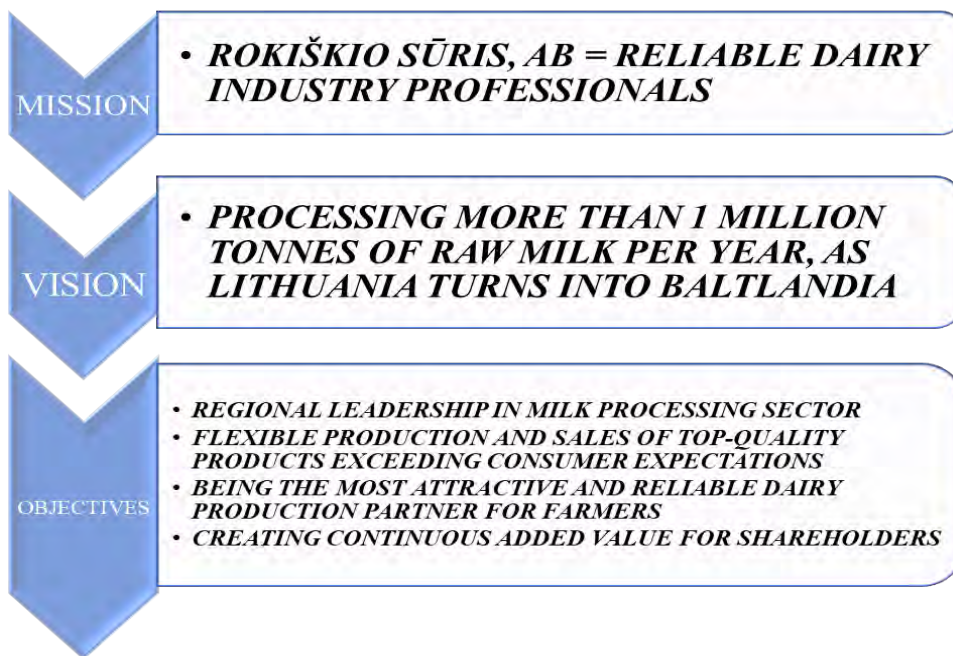 MISSION
• ROKIŠKIO SŪRIS, AB = RELIABLE DAIRY
INDUSTRY PROFESSIONALS
VISION
• PROCESSING MORE THAN 1 MILLION
TONNES OF RAW MILK PER YEAR, AS
LITHUANIA TURNS INTO BALTLANDIA
OBJECTIVES
• REGIONAL LEADERSHIP IN MILK PROCESSING SECTOR
• FLEXIBLE PRODUCTION AND SALES OF TOP-QUALITY
PRODUCTS EXCEEDING CONSUMER EXPECTATIONS
• BEING THE MOST ATTRACTIVE AND RELIABLE DAIRY
PRODUCTION PARTNER FOR FARMERS
• CREATING CONTINUOUS ADDED VALUE FOR SHAREHOLDERS